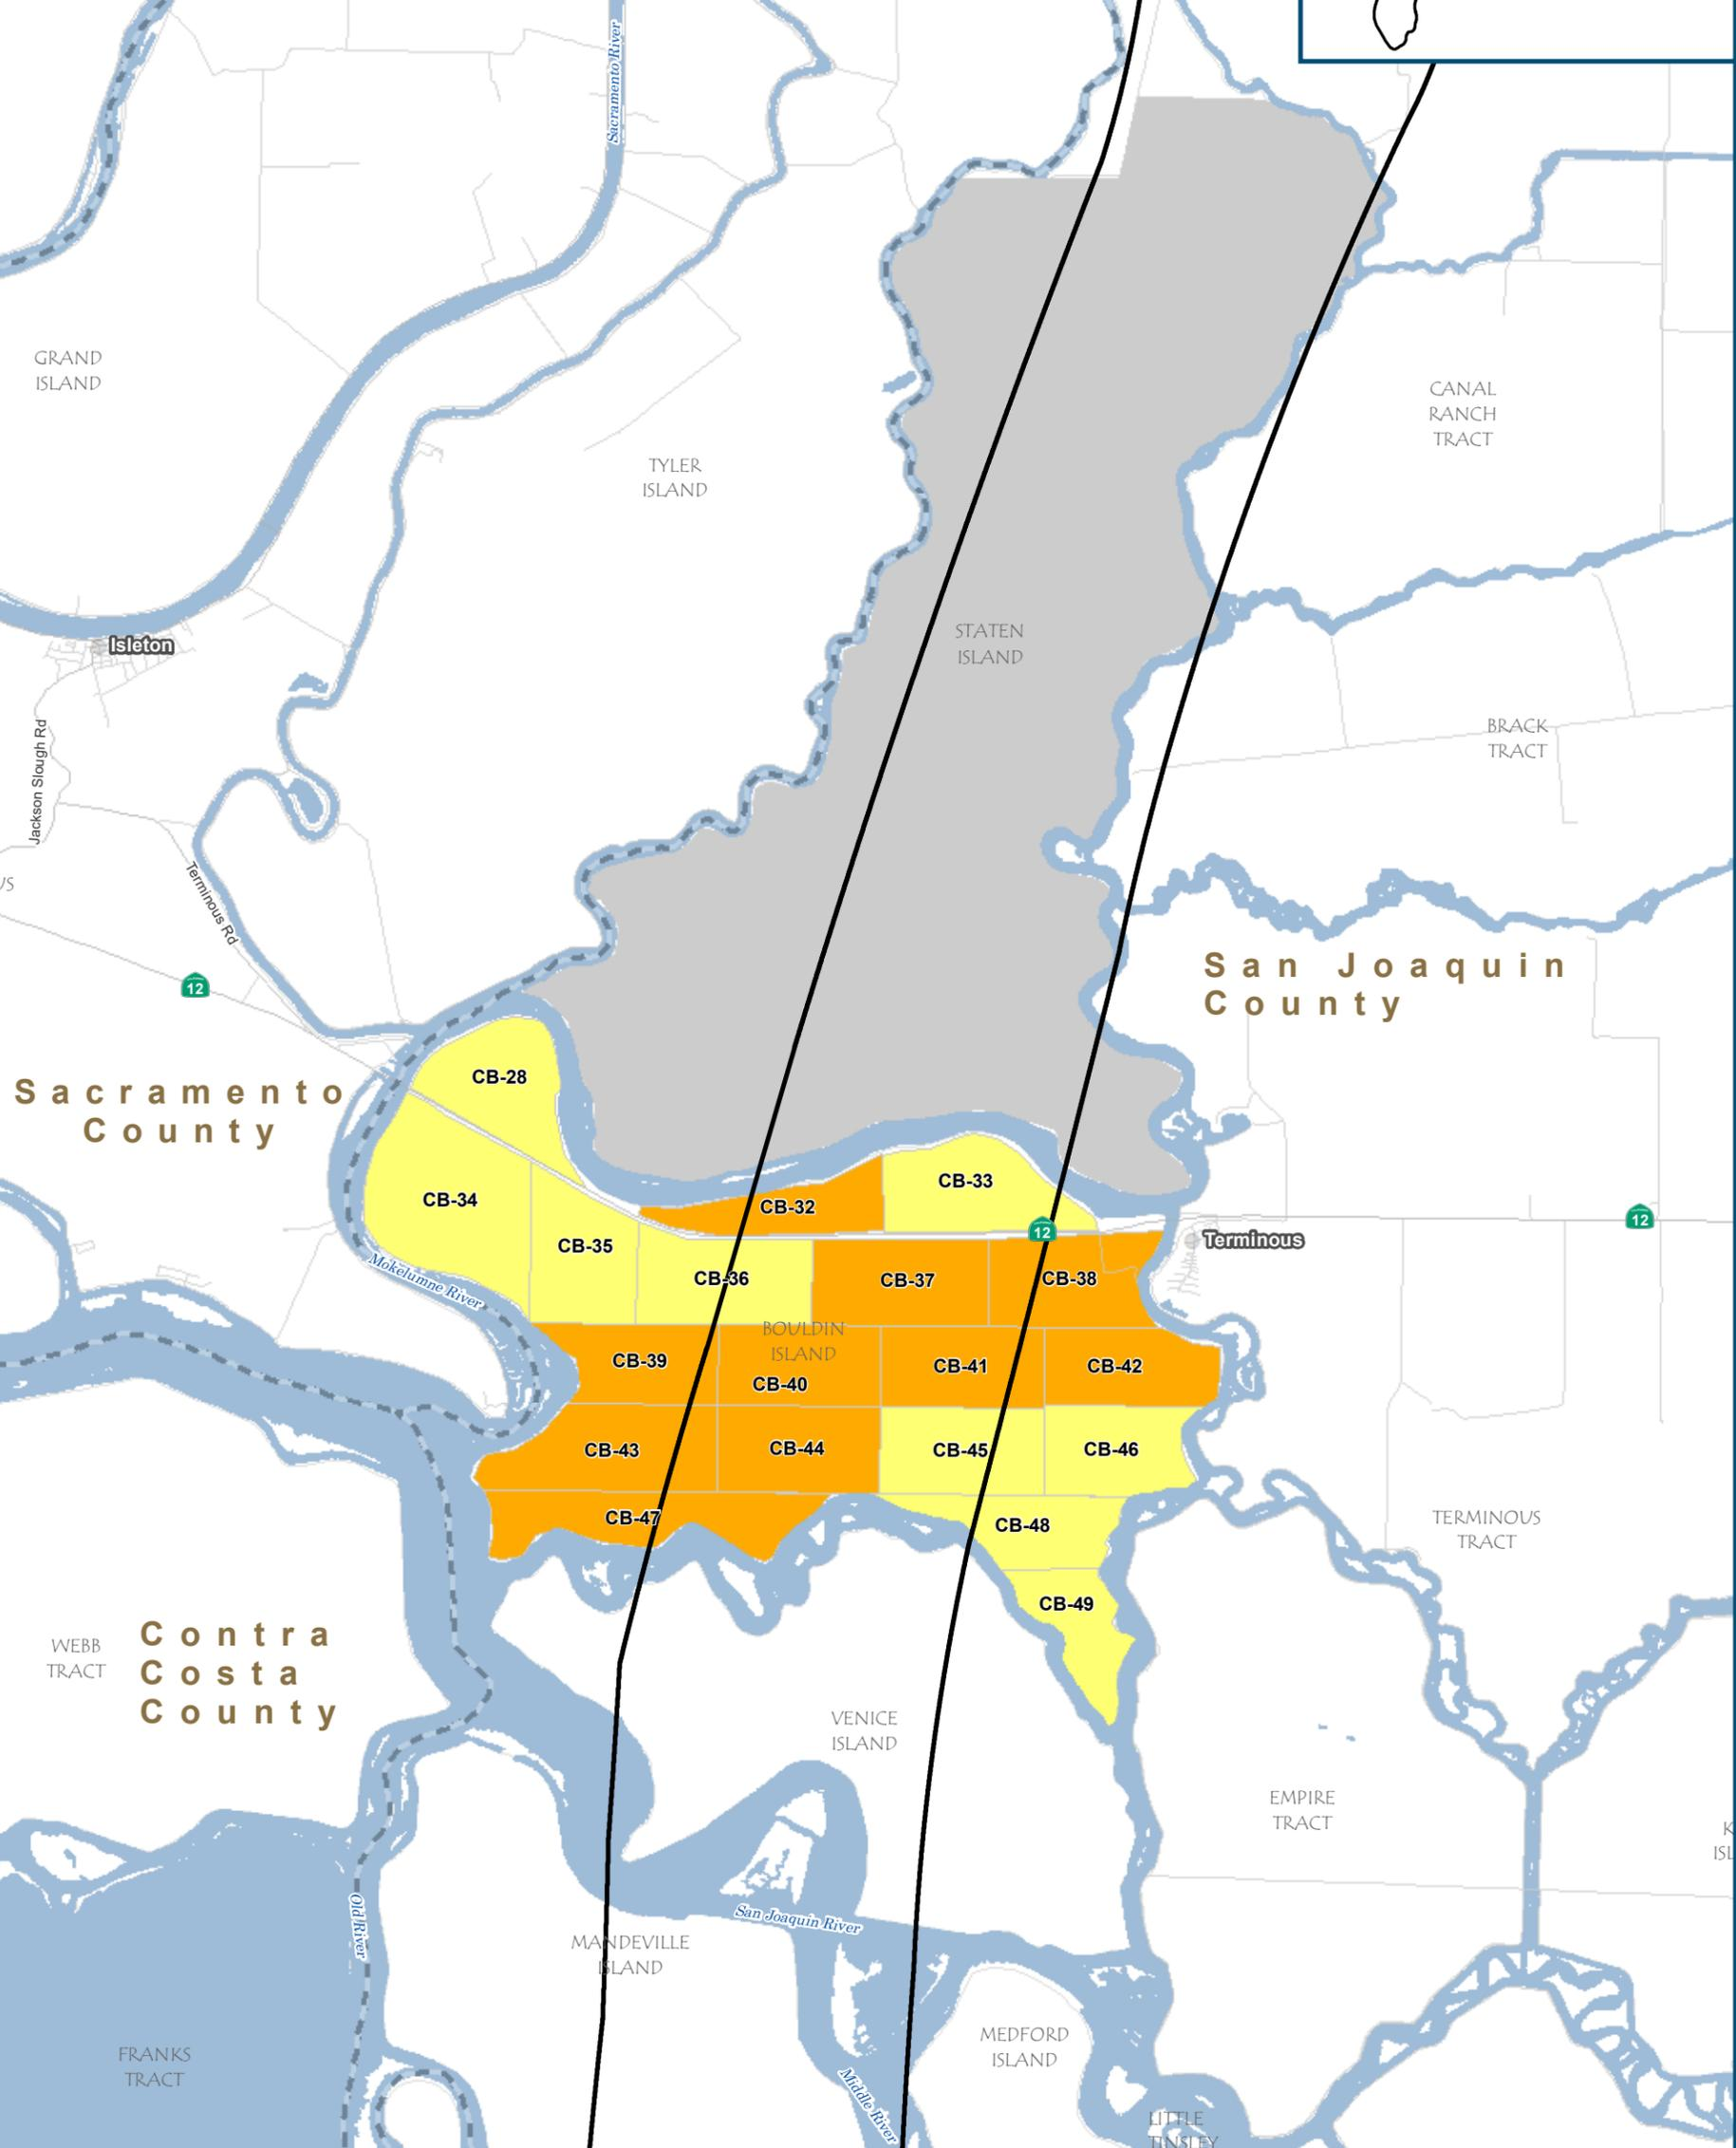 Sacramento River
GRAND
ISLAND
CANAL
RANCH
TRACT
TYLER
ISLAND
STATEN
ISLAND
Isleton
Jackson Slough Rd
BRACK
TRACT
Terminous Rd
12
San Joaquin
County
Sacramento
County
CB-28
CB-34
CB-33
CB-32
12
12
Terminous
CB-35
CB-36
CB-37
CB-38
Mokelumne River
BOULDIN
ISLAND
CB-39
CB-40
CB-41
CB-42
CB-43
CB-44
CB-45
CB-46
CB-47
CB-48
TERMINOUS
TRACT
CB-49
WEBB
TRACT
Contra
Costa
County
VENICE
ISLAND
EMPIRE
TRACT
Old River
San Joaquin River
MANDEVILLE
ISLAND
MEDFORD
ISLAND
FRANKS
TRACT
Middle River
LITTLE
TINSLEY